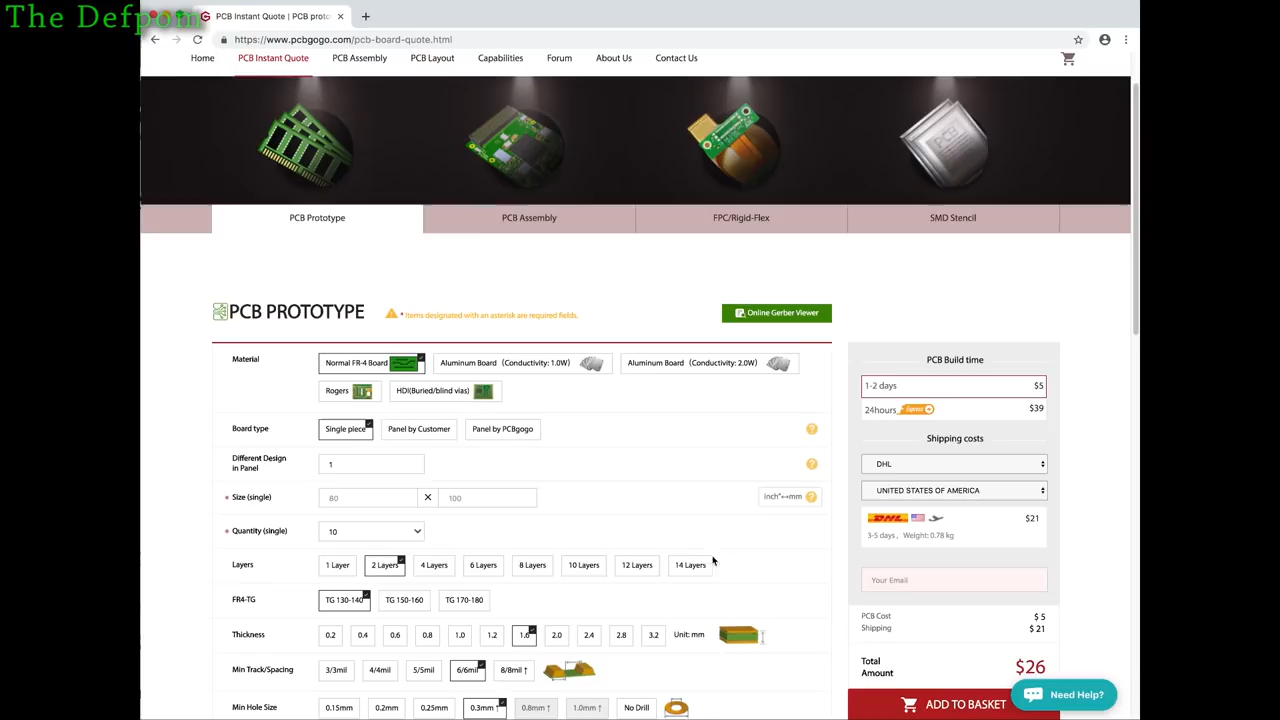 The Defpom
PCB Instant Quote | PCB proto
https://www.pcbgogo.com/pcb-board-quote.html
Home PCB Instant Quote PCB Assembly PCB Layout Capabilities Forum About Us Contact Us
PCB Prototype PCB Assembly FPC/Rigid-Flex SMD Stencil
PCB PROTOTYPE * Items designated with an asterisk are required fields. Online Gerber Viewer
Material Normal FR-4 Board Aluminum Board (Conductivity: 1.0W) Aluminum Board (Conductivity: 2.0W)
Rogers HDI(Buried/blind vias)
Board type Single piece Panel by Customer Panel by PCBgogo ?
Different Design in Panel 1 ?
* Size (single) 80 X 100 inch"↔mm ?
* Quantity (single) 10
Layers 1 Layer 2 Layers 4 Layers 6 Layers 8 Layers 10 Layers 12 Layers 14 Layers
FR4-TG TG 130-140 TG 150-160 TG 170-180
Thickness 0.2 0.4 0.6 0.8 1.0 1.2 1.6 2.0 2.4 2.8 3.2 Unit: mm
Min Track/Spacing 3/3mil 4/4mil 5/5mil 6/6mil 8/8mil ↑
Min Hole Size 0.15mm 0.2mm 0.25mm 0.3mm ↑ 0.8mm ↑ 1.0mm ↑ No Drill
PCB Build time
1-2 days $5
24hours Express $39
Shipping costs
DHL
UNITED STATES OF AMERICA
DHL $21
3-5 days, Weight: 0.78 kg
Your Email
PCB Cost $ 5
Shipping $ 21
Total Amount $26
ADD TO BASKET
Need Help?